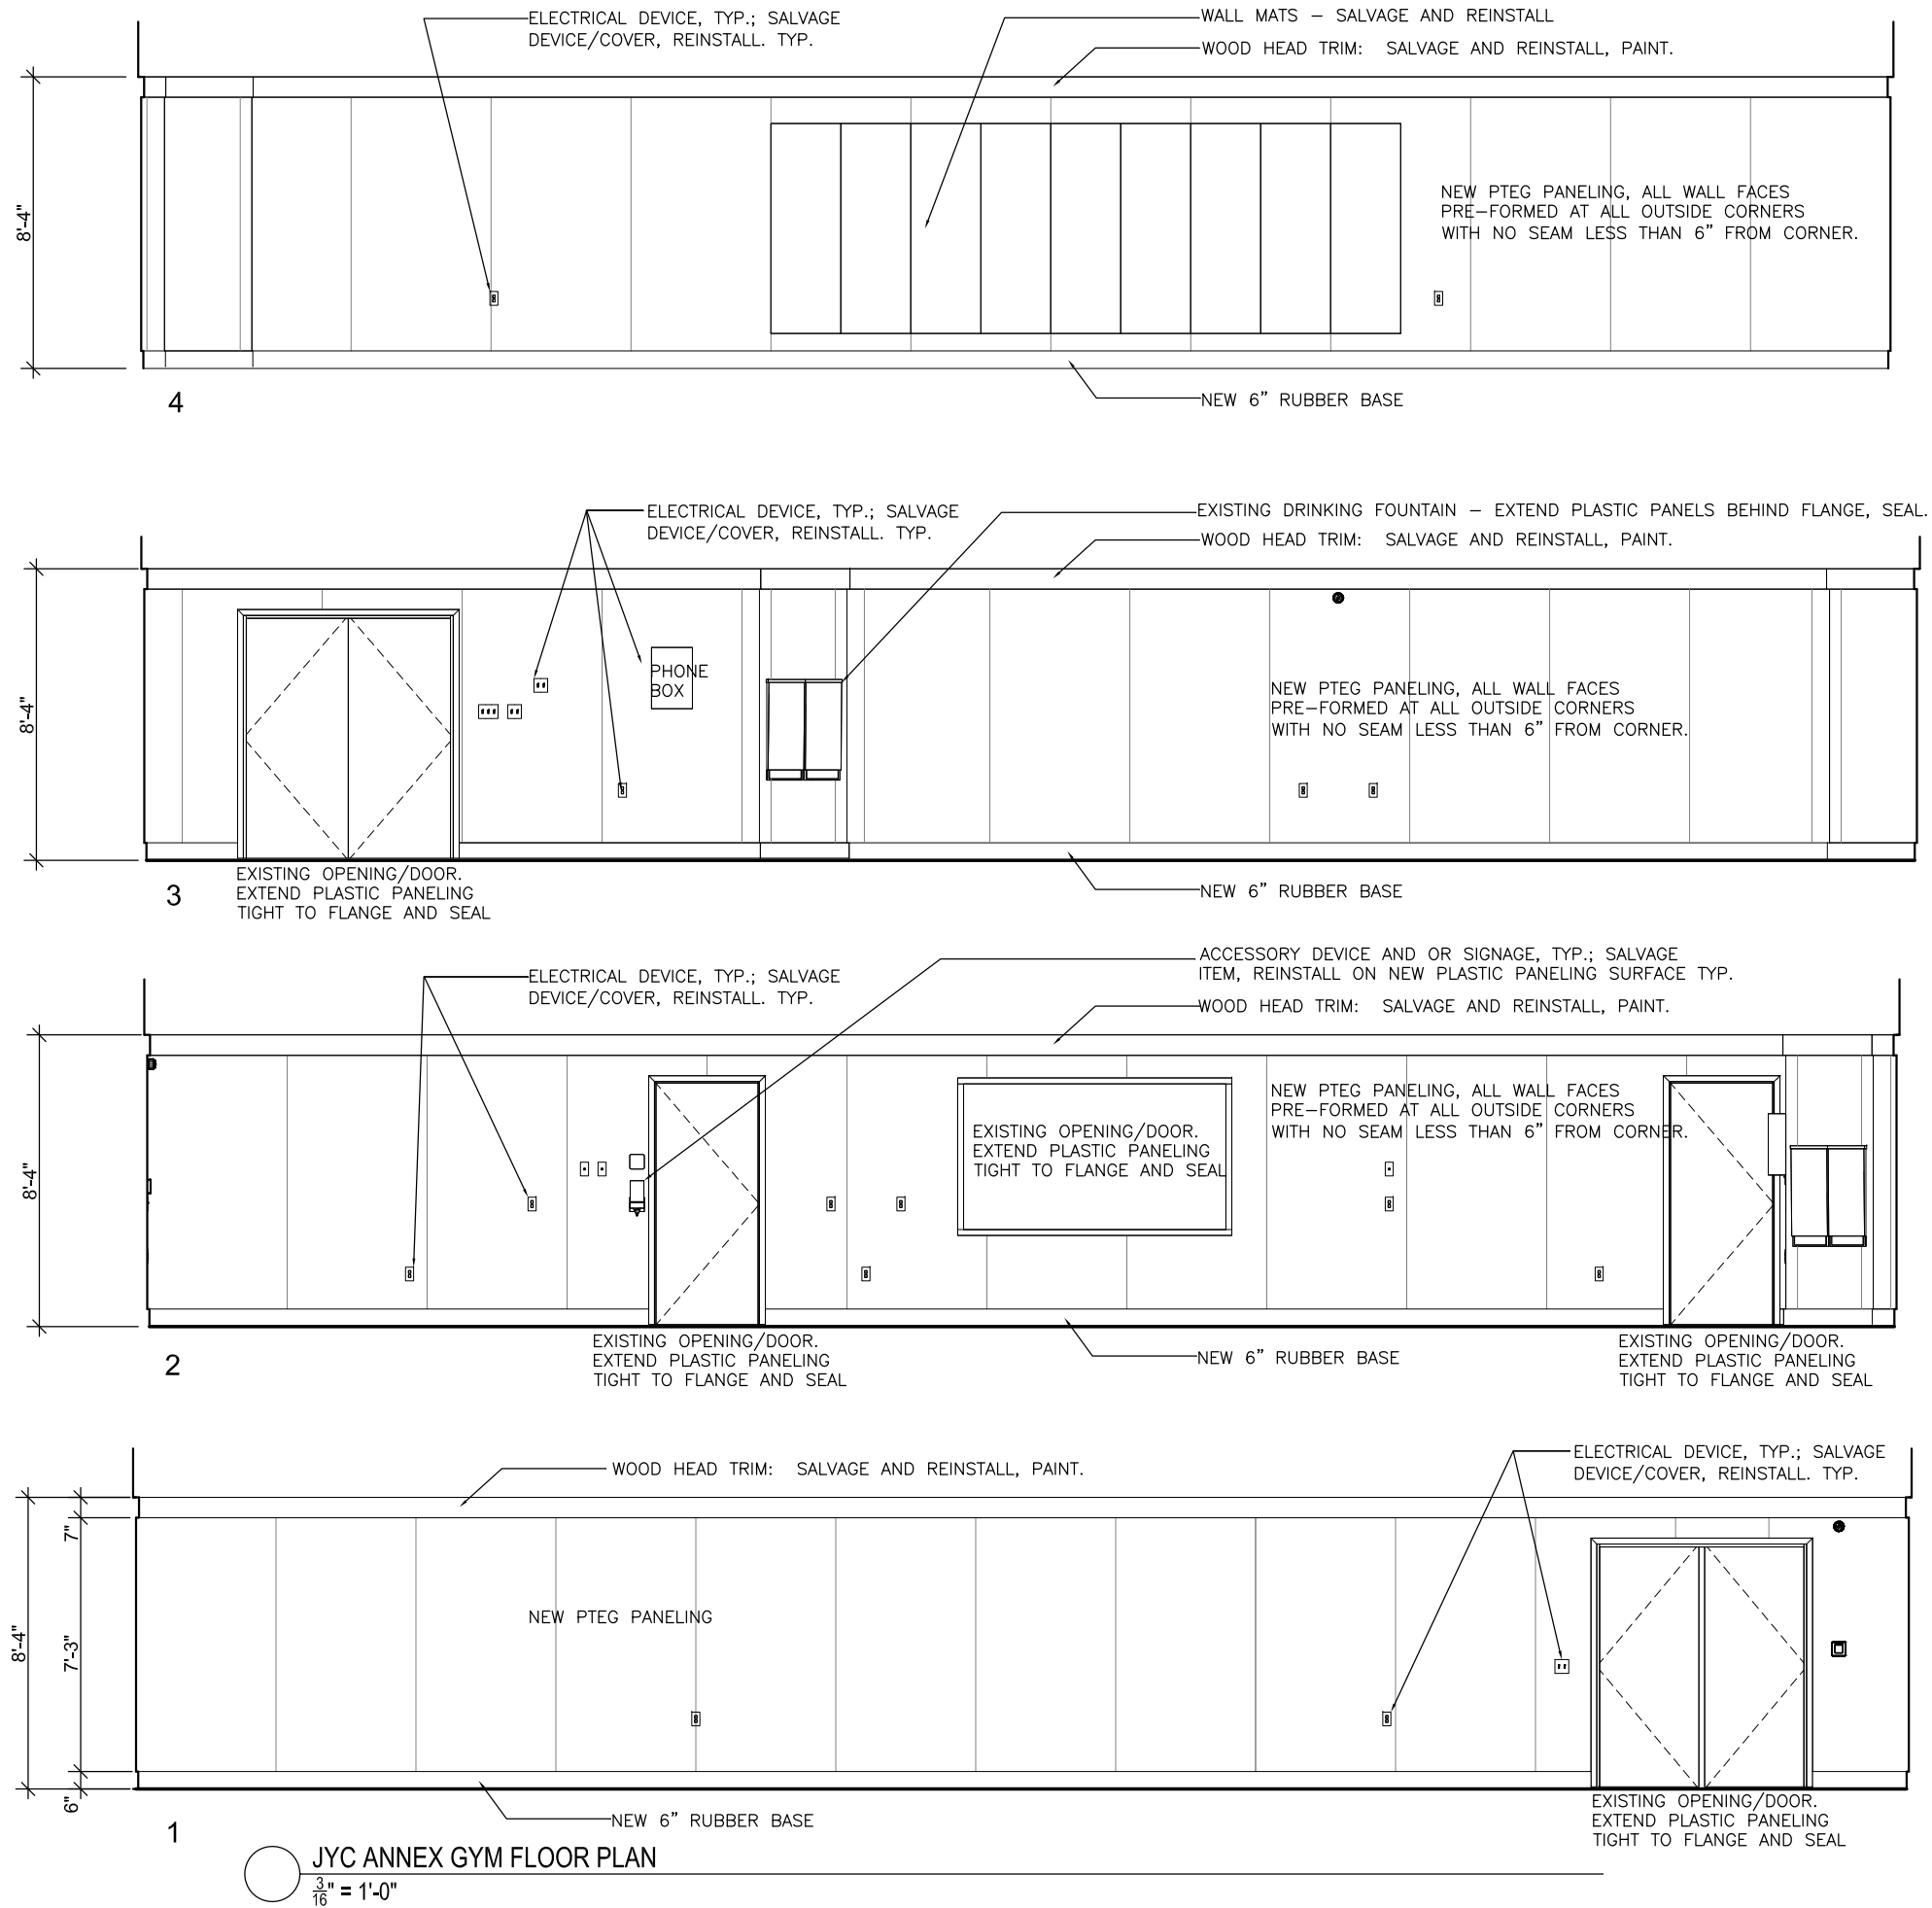 ELECTRICAL DEVICE, TYP.; SALVAGE
DEVICE/COVER, REINSTALL. TYP.
WALL MATS – SALVAGE AND REINSTALL
WOOD HEAD TRIM: SALVAGE AND REINSTALL, PAINT.
8'-4"
NEW PTEG PANELING, ALL WALL FACES
PRE–FORMED AT ALL OUTSIDE CORNERS
WITH NO SEAM LESS THAN 6” FROM CORNER.
NEW 6” RUBBER BASE
4
ELECTRICAL DEVICE, TYP.; SALVAGE
DEVICE/COVER, REINSTALL. TYP.
EXISTING DRINKING FOUNTAIN – EXTEND PLASTIC PANELS BEHIND FLANGE, SEAL.
WOOD HEAD TRIM: SALVAGE AND REINSTALL, PAINT.
8'-4"
PHONE
BOX
NEW PTEG PANELING, ALL WALL FACES
PRE–FORMED AT ALL OUTSIDE CORNERS
WITH NO SEAM LESS THAN 6” FROM CORNER.
EXISTING OPENING/DOOR.
EXTEND PLASTIC PANELING
TIGHT TO FLANGE AND SEAL
3
NEW 6” RUBBER BASE
ELECTRICAL DEVICE, TYP.; SALVAGE
DEVICE/COVER, REINSTALL. TYP.
ACCESSORY DEVICE AND OR SIGNAGE, TYP.; SALVAGE
ITEM, REINSTALL ON NEW PLASTIC PANELING SURFACE TYP.
WOOD HEAD TRIM: SALVAGE AND REINSTALL, PAINT.
8'-4"
EXISTING OPENING/DOOR.
EXTEND PLASTIC PANELING
TIGHT TO FLANGE AND SEAL
NEW PTEG PANELING, ALL WALL FACES
PRE–FORMED AT ALL OUTSIDE CORNERS
WITH NO SEAM LESS THAN 6” FROM CORNER.
2
EXISTING OPENING/DOOR.
EXTEND PLASTIC PANELING
TIGHT TO FLANGE AND SEAL
NEW 6” RUBBER BASE
EXISTING OPENING/DOOR.
EXTEND PLASTIC PANELING
TIGHT TO FLANGE AND SEAL
WOOD HEAD TRIM: SALVAGE AND REINSTALL, PAINT.
ELECTRICAL DEVICE, TYP.; SALVAGE
DEVICE/COVER, REINSTALL. TYP.
8'-4"
7"
7'-3"
6"
NEW PTEG PANELING
1
NEW 6” RUBBER BASE
EXISTING OPENING/DOOR.
EXTEND PLASTIC PANELING
TIGHT TO FLANGE AND SEAL
JYC ANNEX GYM FLOOR PLAN
3/16" = 1'-0"